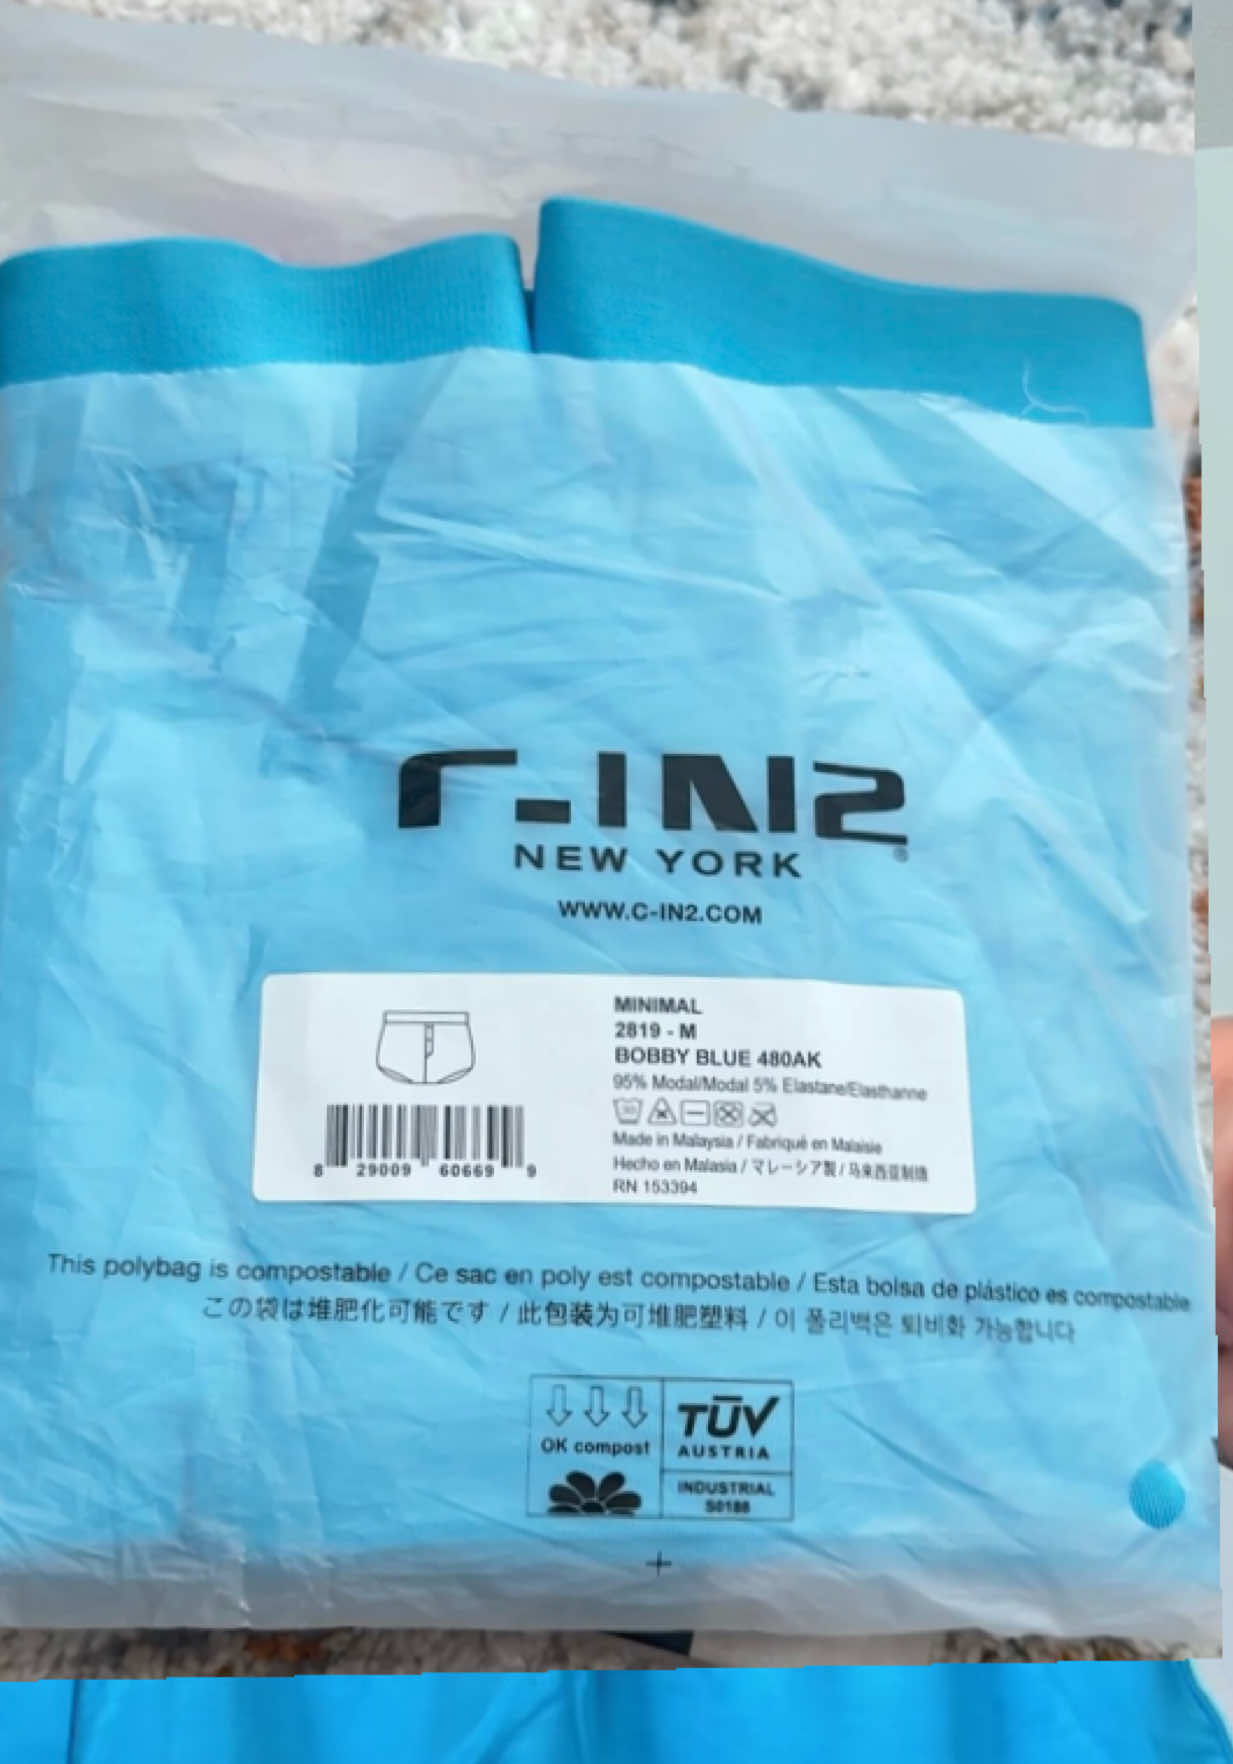 C-IN2®
NEW YORK
WWW.C-IN2.COM
MINIMAL
2819 - M
BOBBY BLUE 480AK
95% Modal/Modal 5% Elastane/Elasthanne
30
Made in Malaysia / Fabriqué en Malaisie
Hecho en Malasia / マレーシア製 / 马来西亚制造
RN 153394
8 29009 60669 9
This polybag is compostable / Ce sac en poly est compostable / Esta bolsa de plástico es compostable
この袋は堆肥化可能です / 此包装为可堆肥塑料 / 이 폴리백은 퇴비화 가능합니다
OK compost
TÜV
AUSTRIA
INDUSTRIAL
S0188